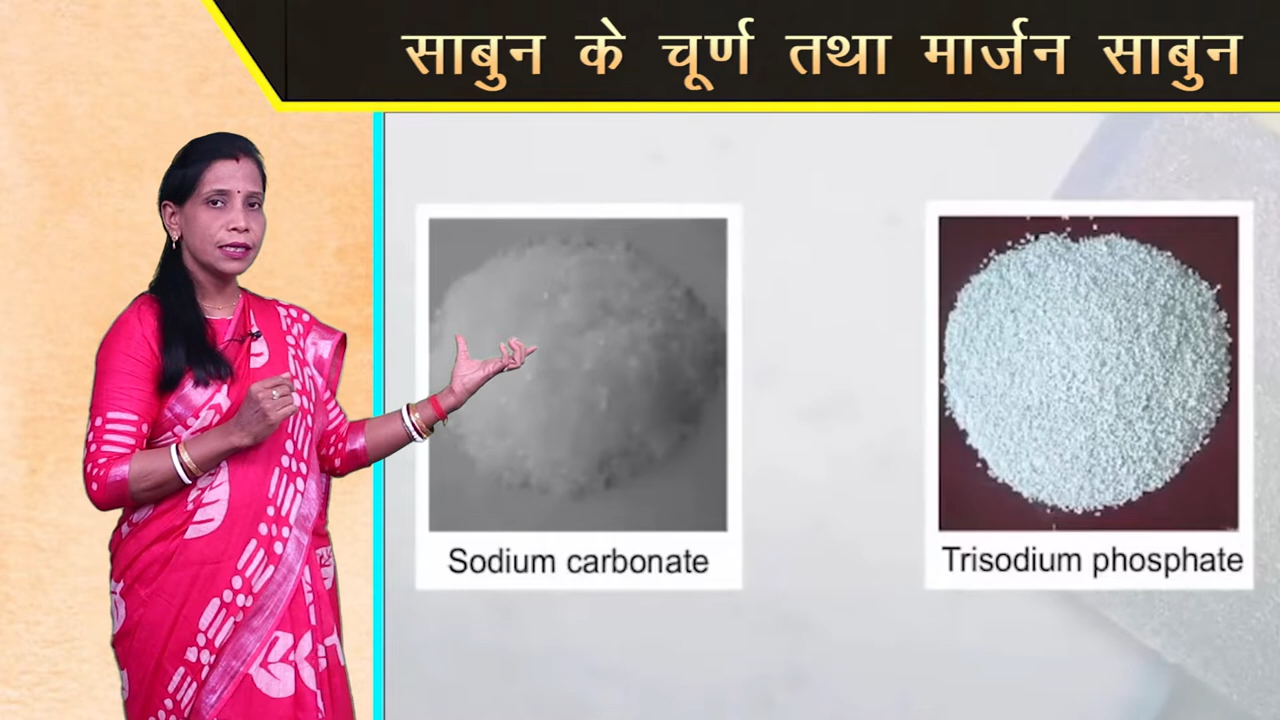 साबुन के चूर्ण तथा मार्जन साबुन
Sodium carbonate
Trisodium phosphate